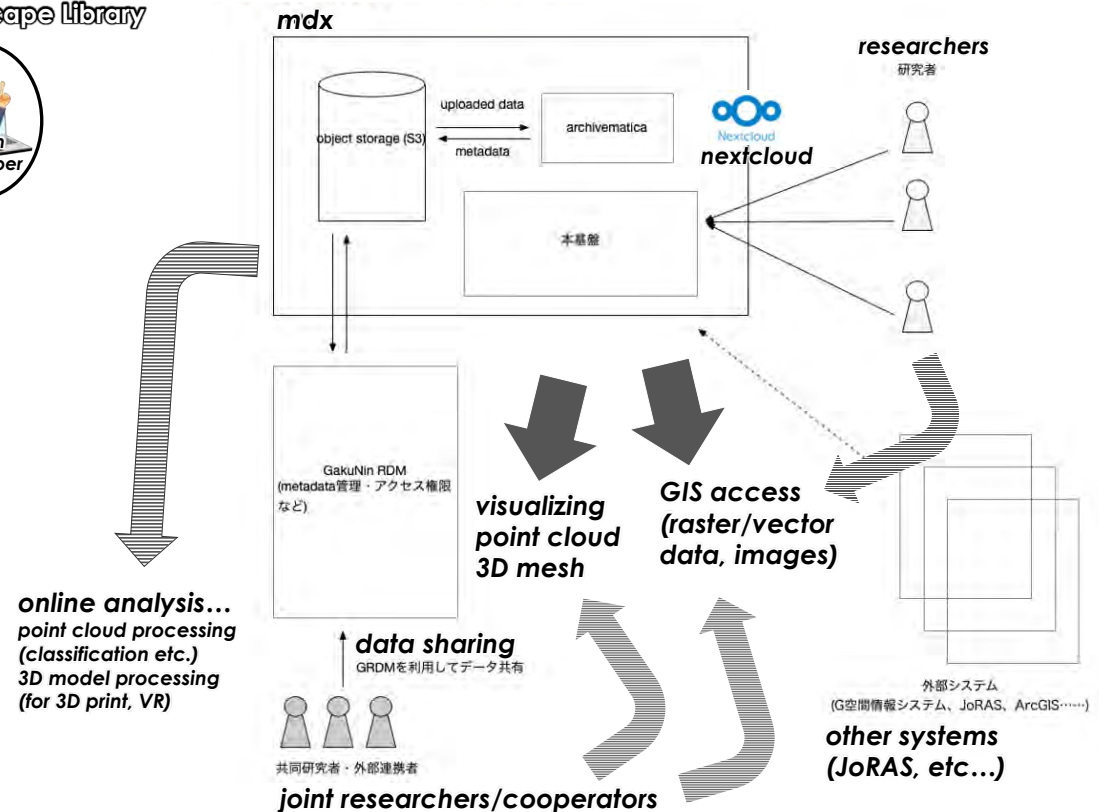 Library
mdx
object storage (S3)
uploaded data
metadata
archivematica
Nextcloud
nextcloud
本基盤
researchers
研究者
GakuNin RDM
(metadata管理・アクセス権限
など)
visualizing
point cloud
3D mesh
GIS access
(raster/vector
data, images)
online analysis...
point cloud processing
(classification etc.)
3D model processing
(for 3D print, VR)
data sharing
GRDMを利用してデータ共有
共同研究者・外部連携者
joint researchers/cooperators
外部システム
(G空間情報システム、JoRAS、ArcGIS……)
other systems
(JoRAS, etc...)